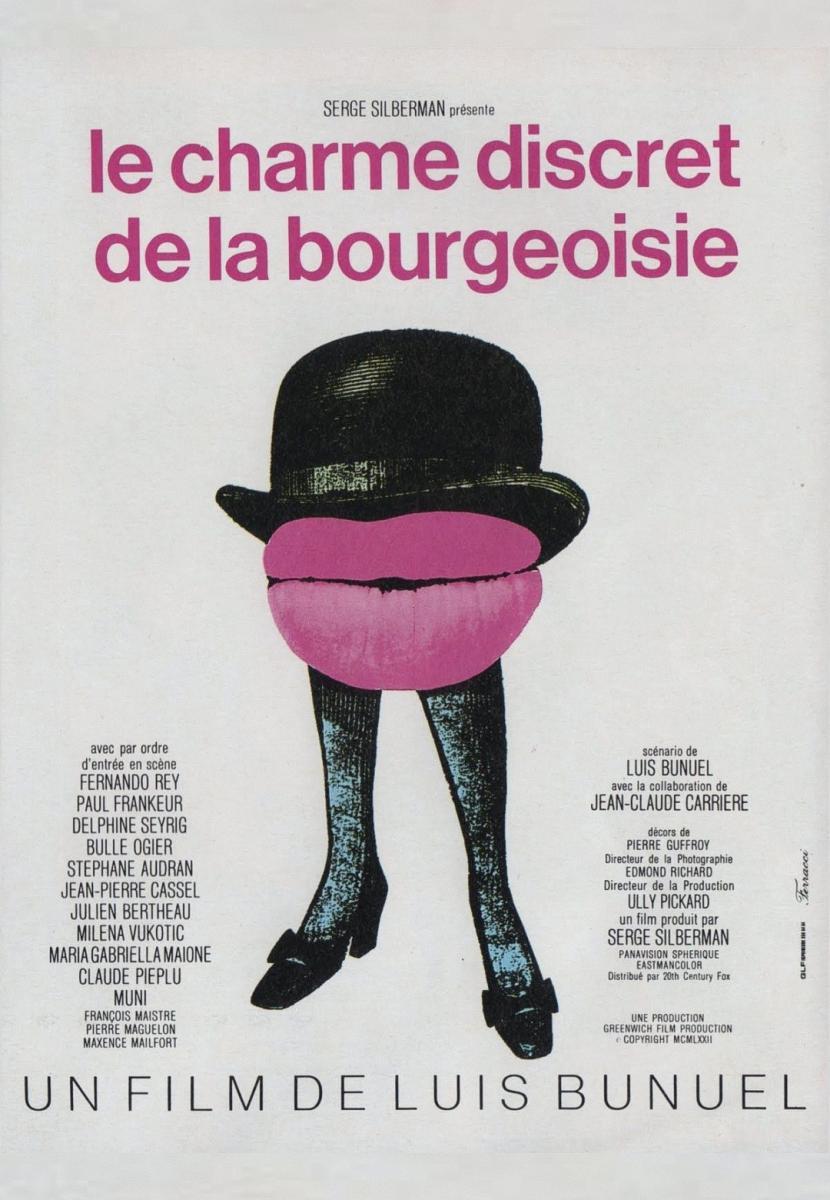 SERGE SILBERMAN présente
le charme discret
de la bourgeoisie
avec par ordre
d'entrée en scène
FERNANDO REY
PAUL FRANKEUR
DELPHINE SEYRIG
BULLE OGIER
STEPHANE AUDRAN
JEAN-PIERRE CASSEL
JULIEN BERTHEAU
MILENA VUKOTIC
MARIA GABRIELLA MAIONE
CLAUDE PIEPLU
MUNI
FRANÇOIS MAISTRE
PIERRE MAGUELON
MAXENCE MAILFORT
scénario de
LUIS BUNUEL
avec la collaboration de
JEAN-CLAUDE CARRIERE
décors de
PIERRE GUFFROY
Directeur de la Photographie
EDMOND RICHARD
Directeur de la Production
ULLY PICKARD
un film produit par
SERGE SILBERMAN
PANAVISION SPHERIQUE
EASTMANCOLOR
Distribué par 20th Century Fox
UNE PRODUCTION
GREENWICH FILM PRODUCTION
© COPYRIGHT MCMLXXII
Ferracci
UN FILM DE LUIS BUNUEL